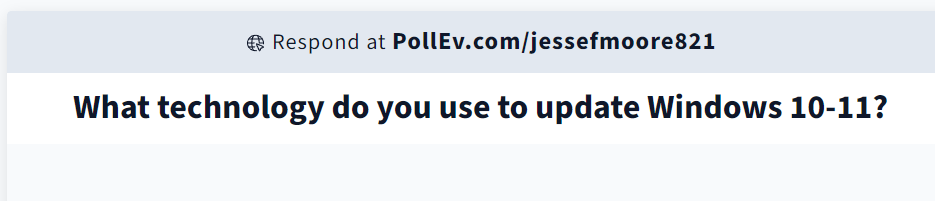 Respond at PollEv.com/jessefmoore821
What technology do you use to update Windows 10-11?